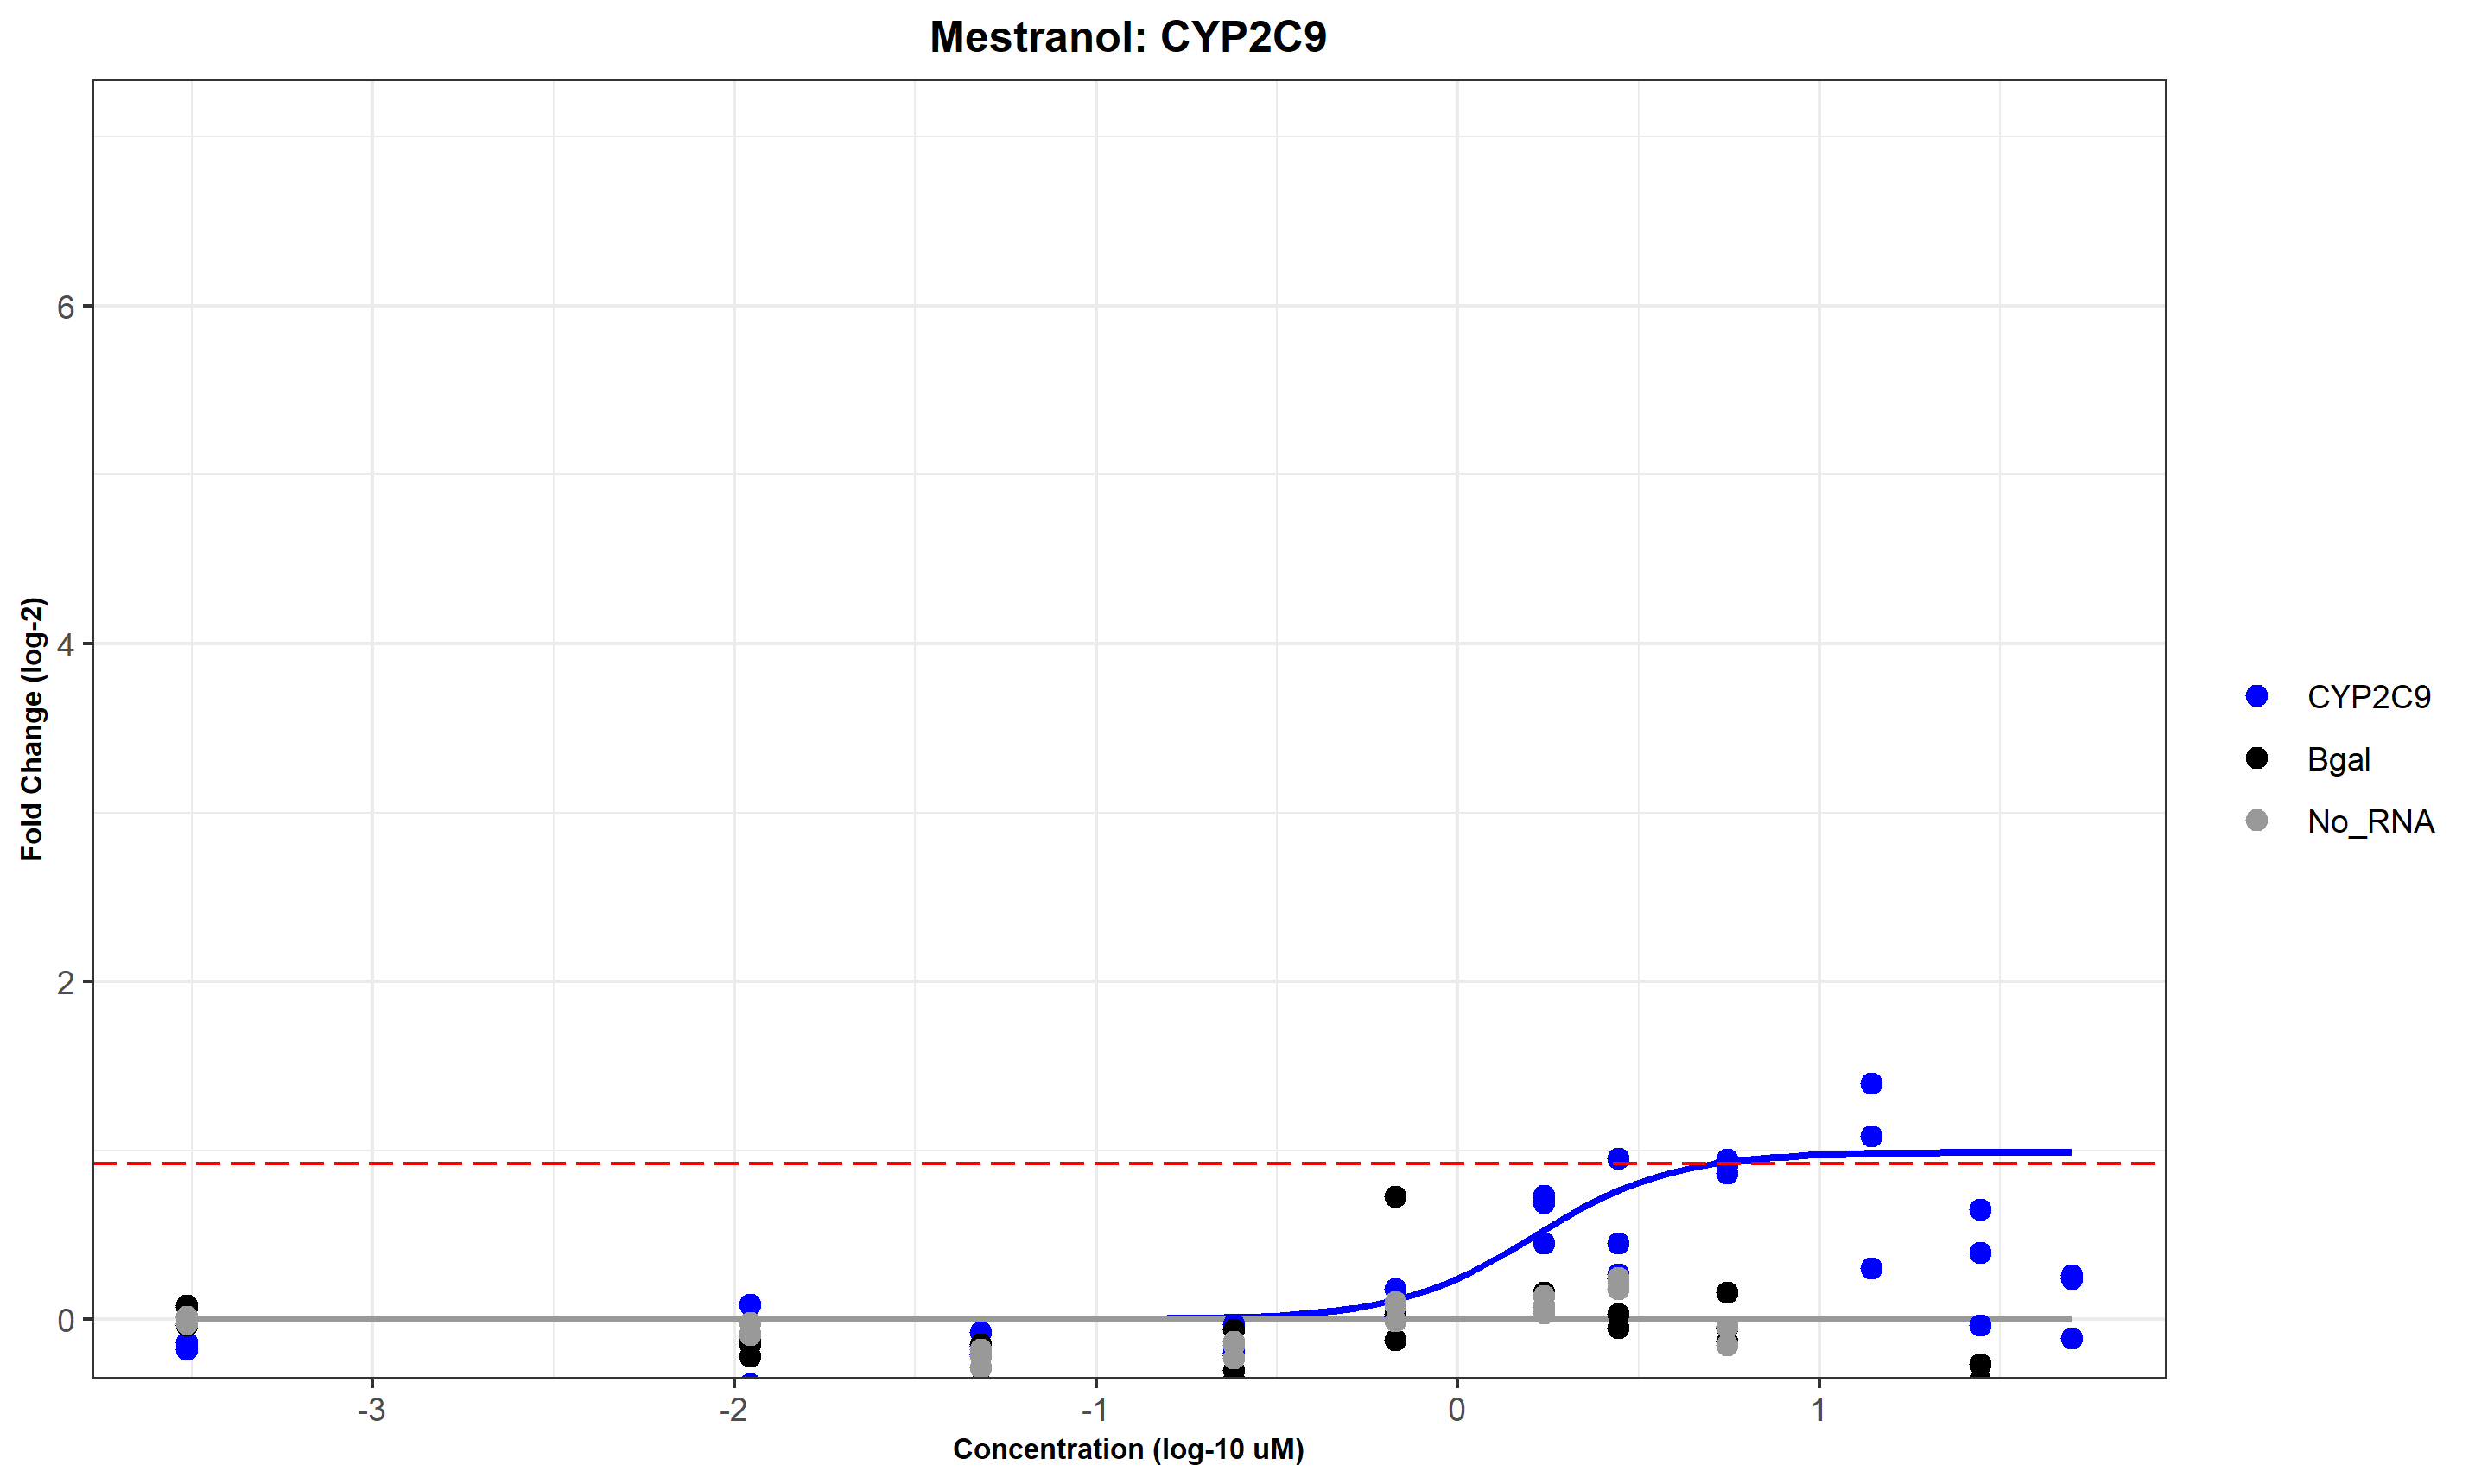 Mestranol: CYP2C9
Fold Change (log-2)
6
4
2
0
-3
-2
-1
0
1
Concentration (log-10 uM)
CYP2C9
Bgal
No_RNA